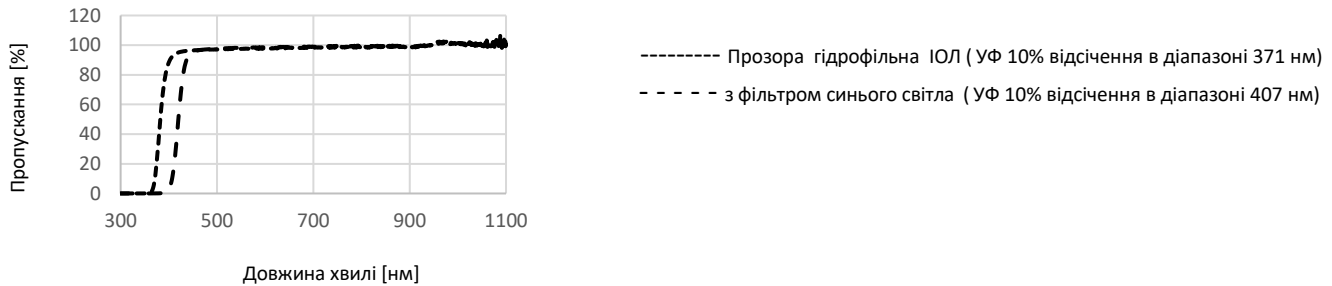 120
100
80
60
40
20
0
300 500 700 900 1100
Пропускання [%]
Довжина хвилі [нм]
Прозора гідрофільна ІОЛ ( УФ 10% відсічення в діапазоні 371 нм)
з фільтром синього світла ( УФ 10% відсічення в діапазоні 407 нм)